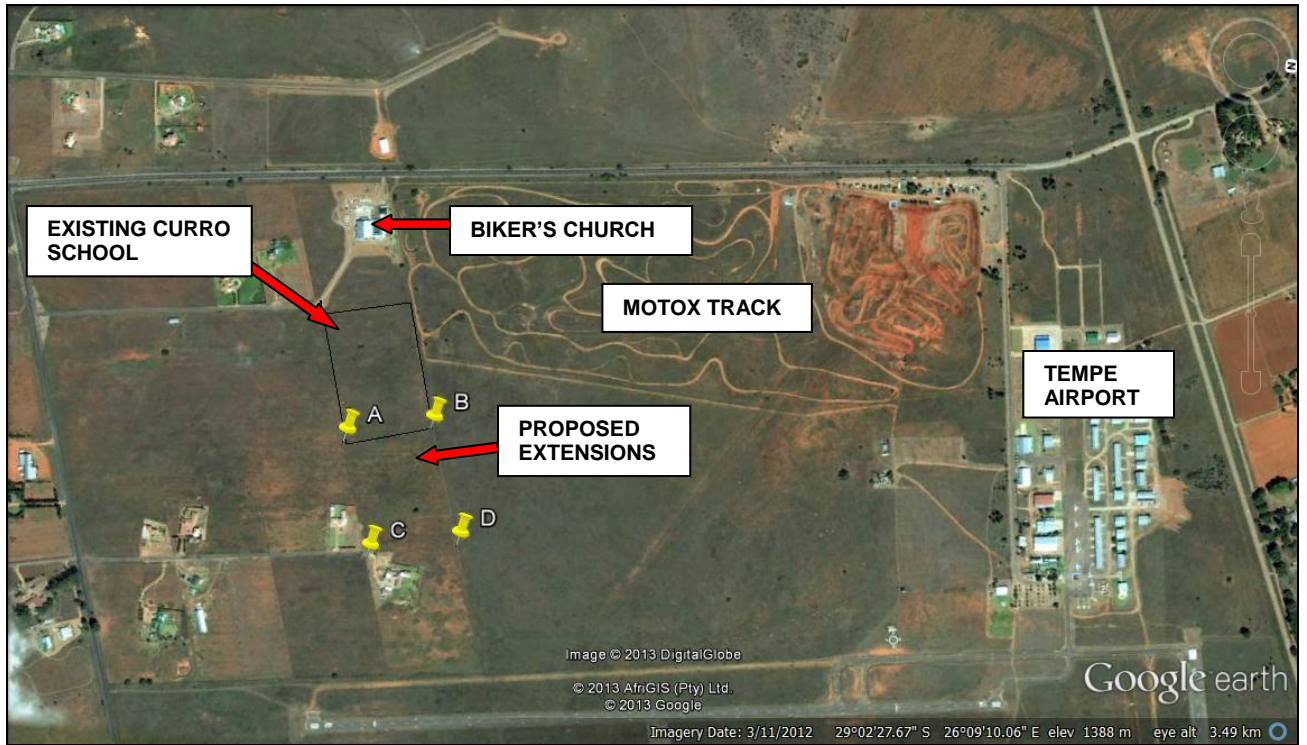 N
EXISTING CURRO
SCHOOL
BIKER'S CHURCH
MOTOX TRACK
TEMPE
AIRPORT
A
B
PROPOSED
EXTENSIONS
C
D
Image © 2013 DigitalGlobe
© 2013 AfriGIS (Pty) Ltd.
© 2013 Google
Google earth
Imagery Date: 3/11/2012 29°02'27.67" S 26°09'10.06" E elev 1388 m eye alt 3.49 km